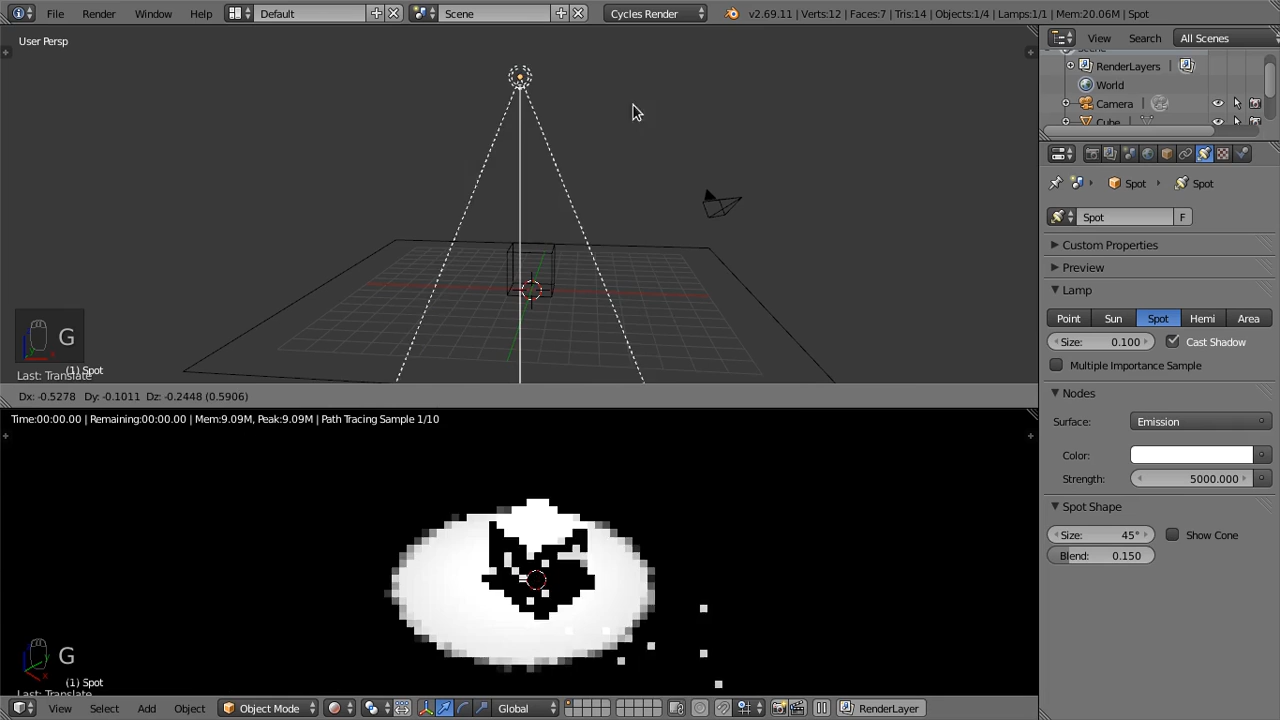 File Render Window Help Default Scene Cycles Render v2.69.11 | Verts:12 | Faces:7 | Tris:14 | Objects:1/4 | Lamps:1/1 | Mem:20.06M | Spot
User Persp
View Search All Scenes
RenderLayers
World
Camera
Cube
Spot Spot
Spot F
Custom Properties
Preview
Lamp
Point Sun Spot Hemi Area
Size: 0.100 Cast Shadow
Multiple Importance Sample
Nodes
Surface: Emission
Color:
Strength: 5000.000
Spot Shape
Size: 45° Show Cone
Blend: 0.150
G
(1) Spot
Last: Translate
Dx: -0.5278 Dy: -0.1011 Dz: -0.2448 (0.5906)
Time:00:00.00 | Remaining:00:00.00 | Mem:9.09M, Peak:9.09M | Path Tracing Sample 1/10
G
(1) Spot
Last: Translate
View Select Add Object Object Mode Global RenderLayer